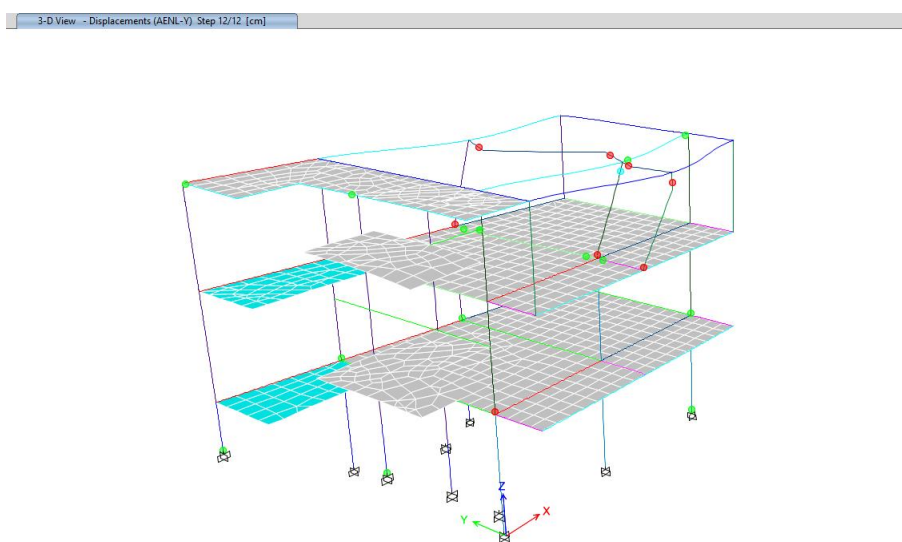 3-D View - Displacements (AENL-Y) Step 12/12 [cm]
Z
Y
X